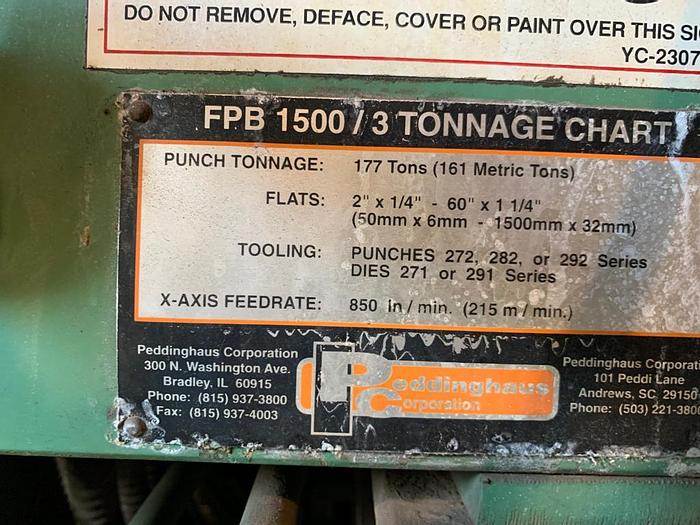 DO NOT REMOVE, DEFACE, COVER OR PAINT OVER THIS
YC-2307
FPB 1500 / 3 TONNAGE CHART
PUNCH TONNAGE: 177 Tons (161 Metric Tons)
FLATS: 2" x 1/4" - 60" x 1 1/4"
(50mm x 6mm - 1500mm x 32mm)
TOOLING: PUNCHES 272, 282, or 292 Series
DIES 271 or 291 Series
X-AXIS FEEDRATE: 850 in / min. (215 m / min.)
Peddinghaus Corporation
300 N. Washington Ave.
Bradley, IL 60915
Phone: (815) 937-3800
Fax: (815) 937-4003
Peddinghaus
Corporation
Peddinghaus Corporat
101 Peddi Lane
Andrews, SC 29150
Phone: (503) 221-380